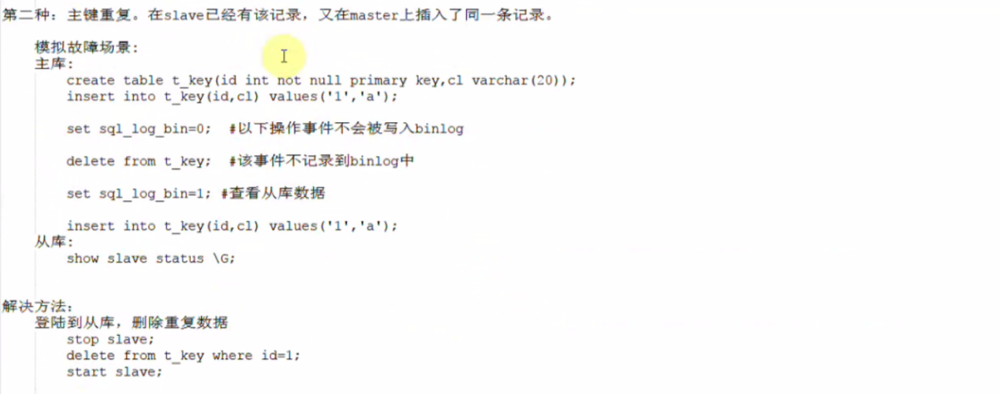 第二种：主键重复。在slave已经有该记录，又在master上插入了同一条记录。
模拟故障场景:
主库:
create table t_key(id int not null primary key,cl varchar(20));
insert into t_key(id,cl) values('1','a');
set sql_log_bin=0;  #以下操作事件不会被写入binlog
delete from t_key;  #该事件不记录到binlog中
set sql_log_bin=1; #查看从库数据
insert into t_key(id,cl) values('1','a');
从库:
show slave status \G;
解决方法:
登陆到从库，删除重复数据
stop slave;
delete from t_key where id=1;
start slave;